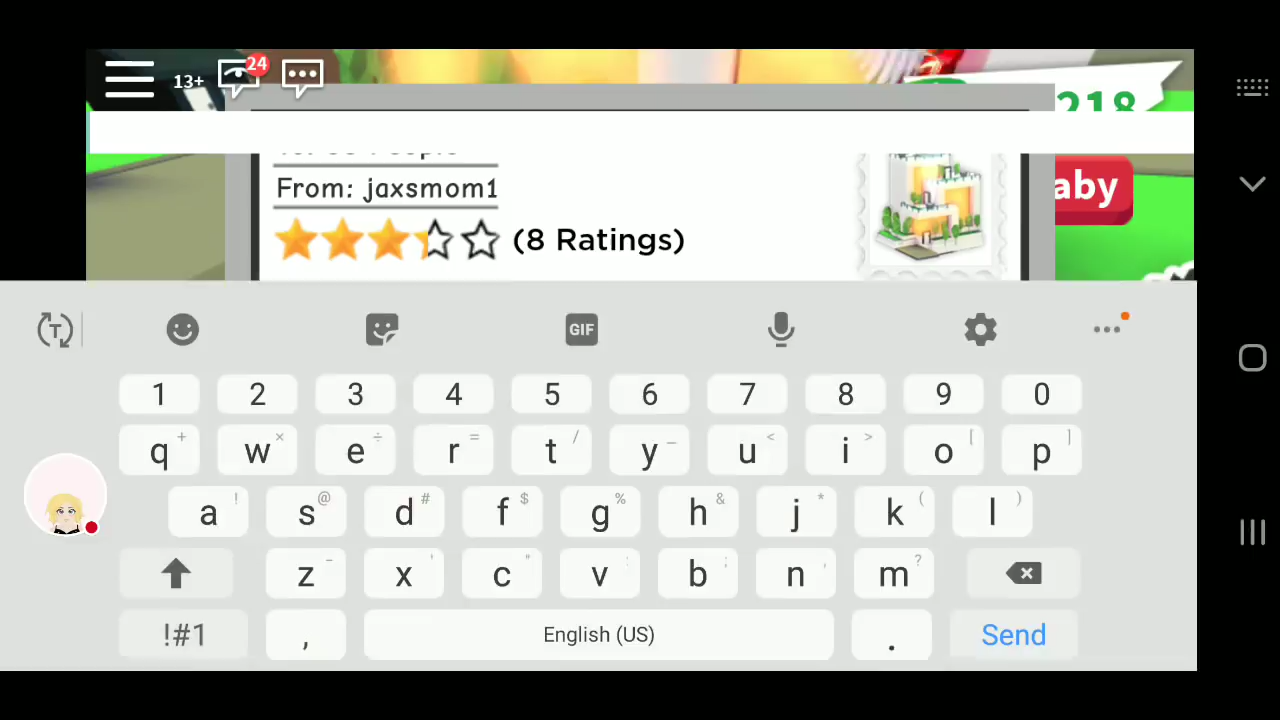 24
13+
218
From: jaxsmom1
aby
(8 Ratings)
T
GIF
1 2 3 4 5 6 7 8 9 0
q + w × e ÷ r = t / y _ u < i > o [ p ]
a ! s @ d # f $ g % h & j * k ( l )
z - x ' c " v : b ; n , m ?
!#1 , English (US) . Send